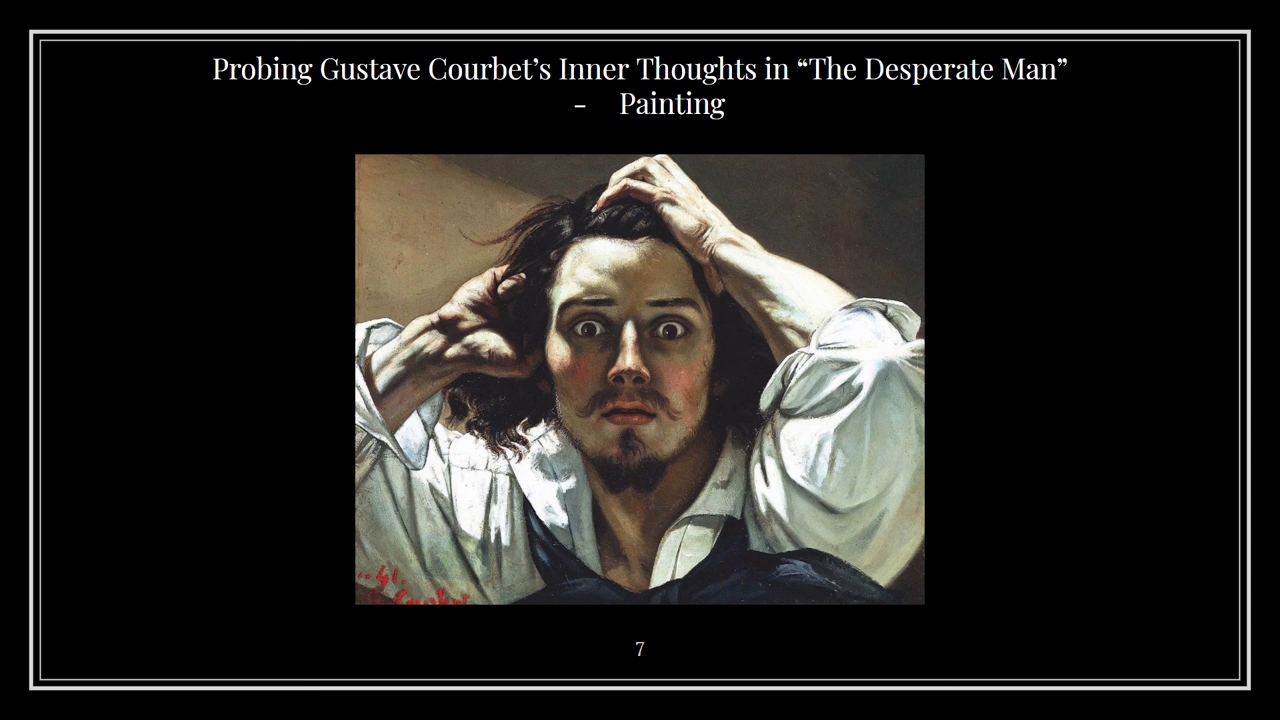 Probing Gustave Courbet’s Inner Thoughts in “The Desperate Man”
- Painting
7